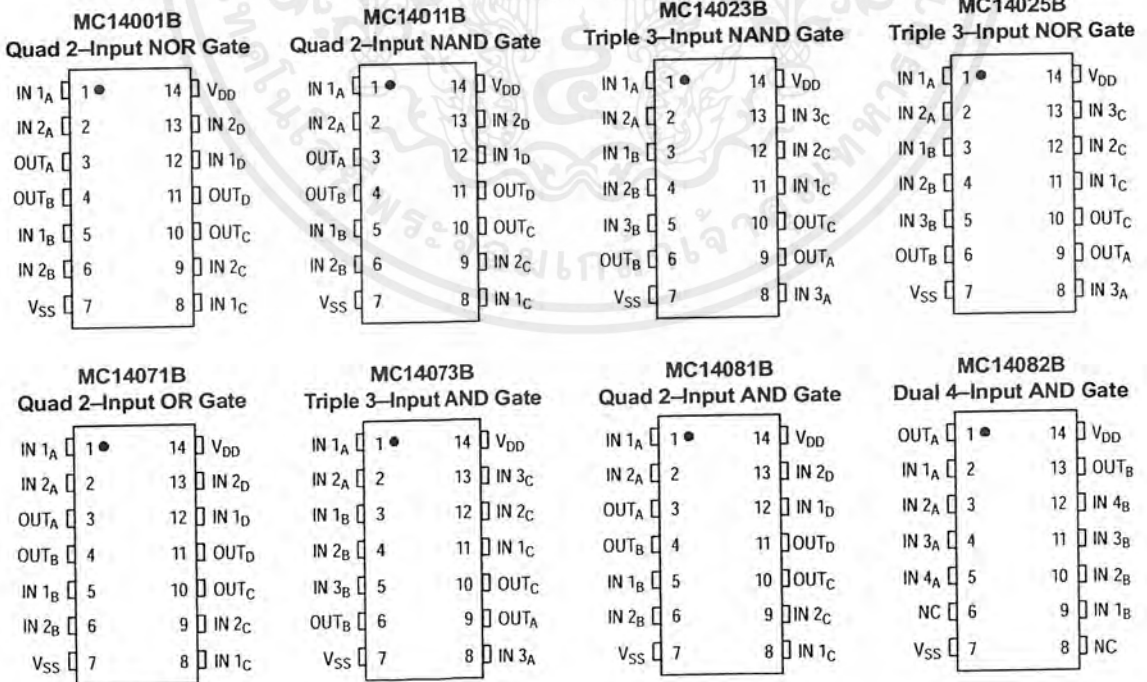 MC14001B
Quad 2–Input NOR Gate
IN 1A 1 14 VDD
IN 2A 2 13 IN 2D
OUTA 3 12 IN 1D
OUTB 4 11 OUTD
IN 1B 5 10 OUTC
IN 2B 6 9 IN 2C
VSS 7 8 IN 1C
MC14011B
Quad 2–Input NAND Gate
IN 1A 1 14 VDD
IN 2A 2 13 IN 2D
OUTA 3 12 IN 1D
OUTB 4 11 OUTD
IN 1B 5 10 OUTC
IN 2B 6 9 IN 2C
VSS 7 8 IN 1C
MC14023B
Triple 3–Input NAND Gate
IN 1A 1 14 VDD
IN 2A 2 13 IN 3C
IN 1B 3 12 IN 2C
IN 2B 4 11 IN 1C
IN 3B 5 10 OUTC
OUTB 6 9 OUTA
VSS 7 8 IN 3A
MC14025B
Triple 3–Input NOR Gate
IN 1A 1 14 VDD
IN 2A 2 13 IN 3C
IN 1B 3 12 IN 2C
IN 2B 4 11 IN 1C
IN 3B 5 10 OUTC
OUTB 6 9 OUTA
VSS 7 8 IN 3A
MC14071B
Quad 2–Input OR Gate
IN 1A 1 14 VDD
IN 2A 2 13 IN 2D
OUTA 3 12 IN 1D
OUTB 4 11 OUTD
IN 1B 5 10 OUTC
IN 2B 6 9 IN 2C
VSS 7 8 IN 1C
MC14073B
Triple 3–Input AND Gate
IN 1A 1 14 VDD
IN 2A 2 13 IN 3C
IN 1B 3 12 IN 2C
IN 2B 4 11 IN 1C
IN 3B 5 10 OUTC
OUTB 6 9 OUTA
VSS 7 8 IN 3A
MC14081B
Quad 2–Input AND Gate
IN 1A 1 14 VDD
IN 2A 2 13 IN 2D
OUTA 3 12 IN 1D
OUTB 4 11 OUTD
IN 1B 5 10 OUTC
IN 2B 6 9 IN 2C
VSS 7 8 IN 1C
MC14082B
Dual 4–Input AND Gate
OUTA 1 14 VDD
IN 1A 2 13 OUTB
IN 2A 3 12 IN 4B
IN 3A 4 11 IN 3B
IN 4A 5 10 IN 2B
NC 6 9 IN 1B
VSS 7 8 NC